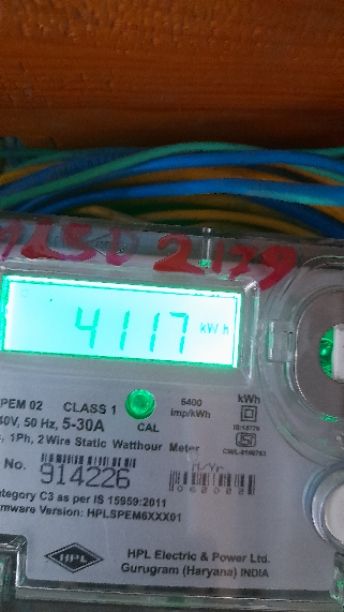 2179
4117 kWh
PEM 02 CLASS 1 6400 imp/kWh kWh
40V, 50 Hz, 5-30A CAL
1Ph, 2 Wire Static Watthour Meter
No. 914226
ategory C3 as per IS 15959:2011
rmware Version: HPLSPEM6XXX01
HPL
HPL Electric & Power Ltd.
Gurugram (Haryana) INDIA